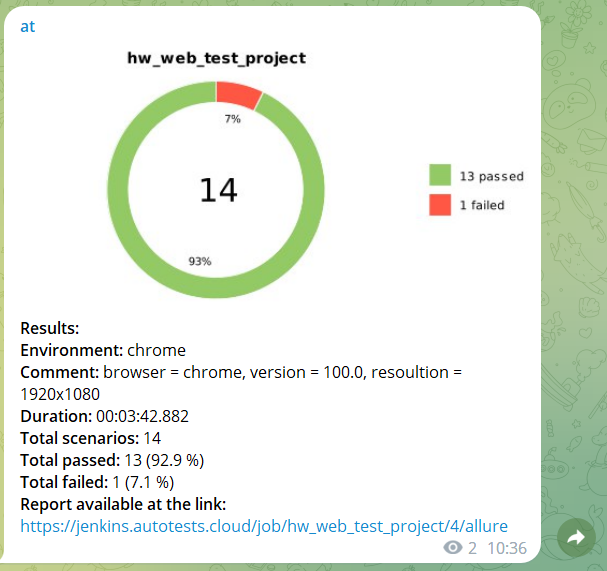 at
hw_web_test_project
7%
14
13 passed
1 failed
93%
Results:
Environment: chrome
Comment: browser = chrome, version = 100.0, resoultion =
1920x1080
Duration: 00:03:42.882
Total scenarios: 14
Total passed: 13 (92.9 %)
Total failed: 1 (7.1 %)
Report available at the link:
https://jenkins.autotests.cloud/job/hw_web_test_project/4/allure
2 10:36